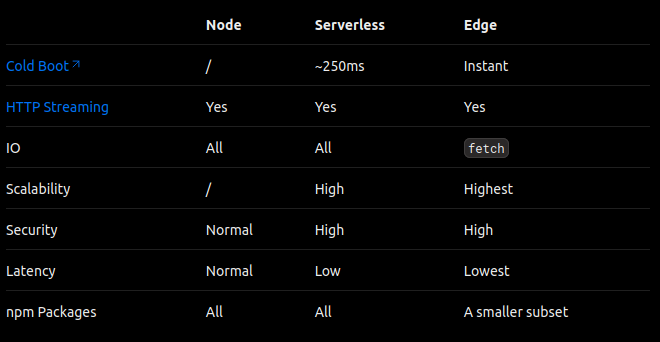 Node Serverless Edge
Cold Boot / ~250ms Instant
HTTP Streaming Yes Yes Yes
IO All All fetch
Scalability / High Highest
Security Normal High High
Latency Normal Low Lowest
npm Packages All All A smaller subset